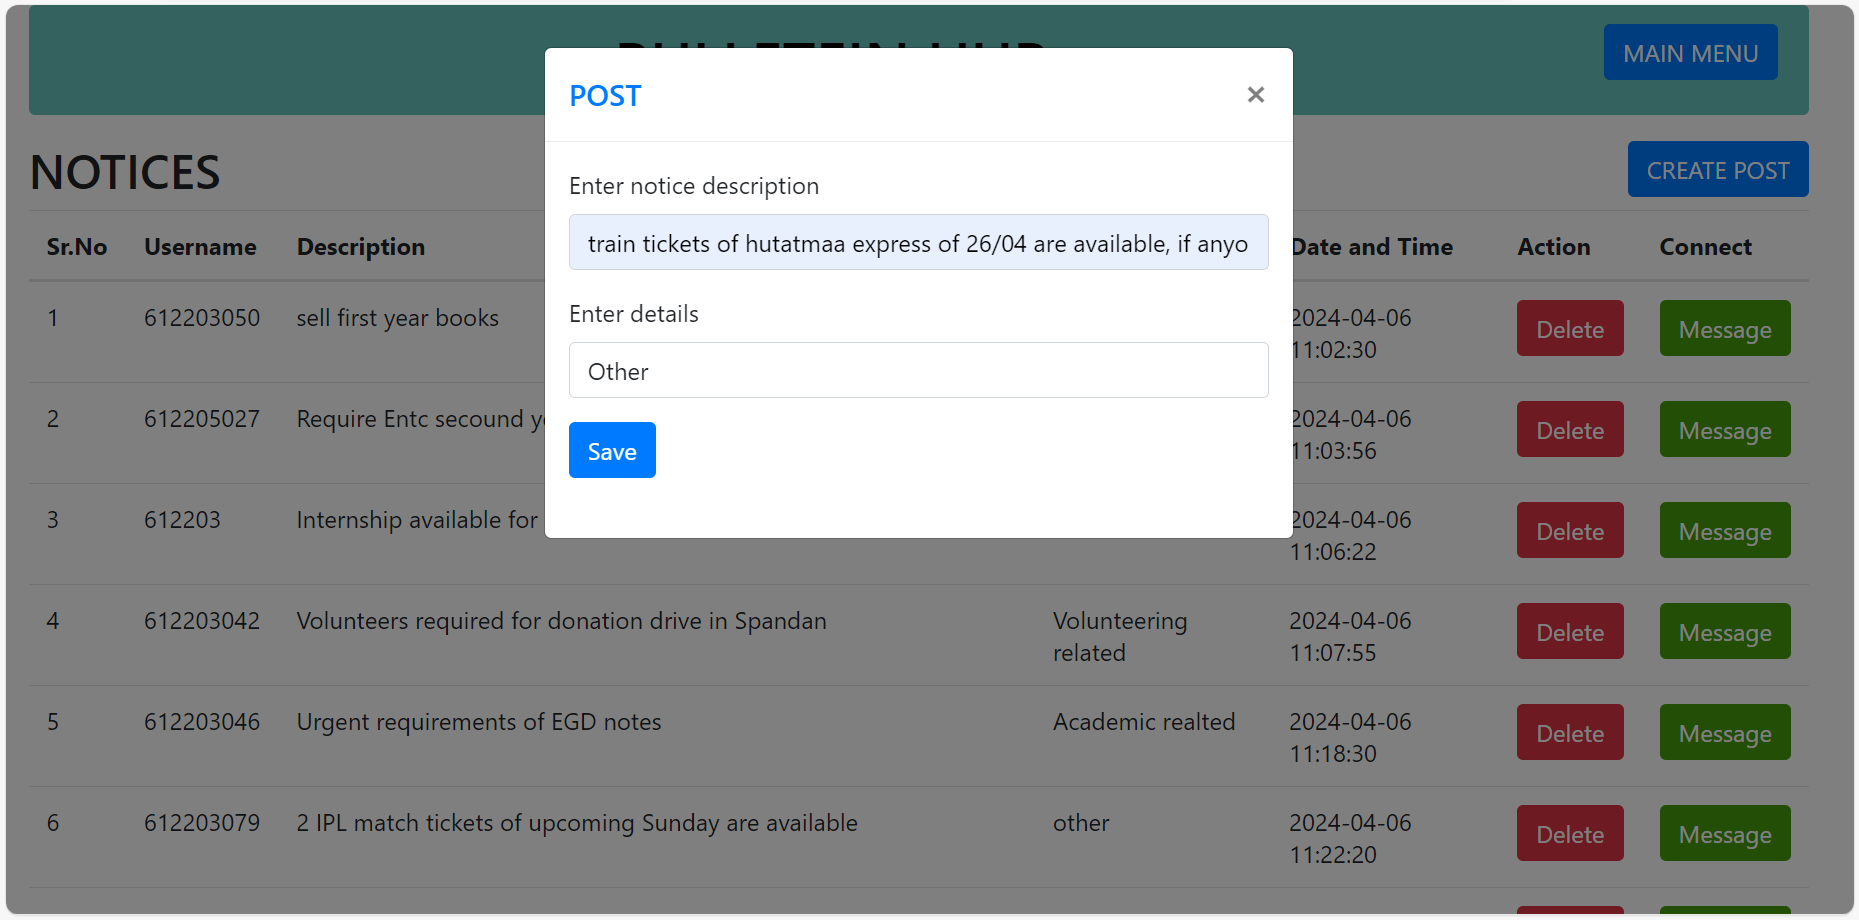 MAIN MENU
POST ×
NOTICES
CREATE POST
Enter notice description
train tickets of hutatmaa express of 26/04 are available, if anyo
Enter details
Other
Save
Sr.No Username Description Date and Time Action Connect
1 612203050 sell first year books 2024-04-06 Delete Message
11:02:30
2 612205027 Require Entc secound 2024-04-06 Delete Message
11:03:56
3 612203 Internship available for 2024-04-06 Delete Message
11:06:22
4 612203042 Volunteers required for donation drive in Spandan Volunteering 2024-04-06 Delete Message
related 11:07:55
5 612203046 Urgent requirements of EGD notes Academic realted 2024-04-06 Delete Message
11:18:30
6 612203079 2 IPL match tickets of upcoming Sunday are available other 2024-04-06 Delete Message
11:22:20